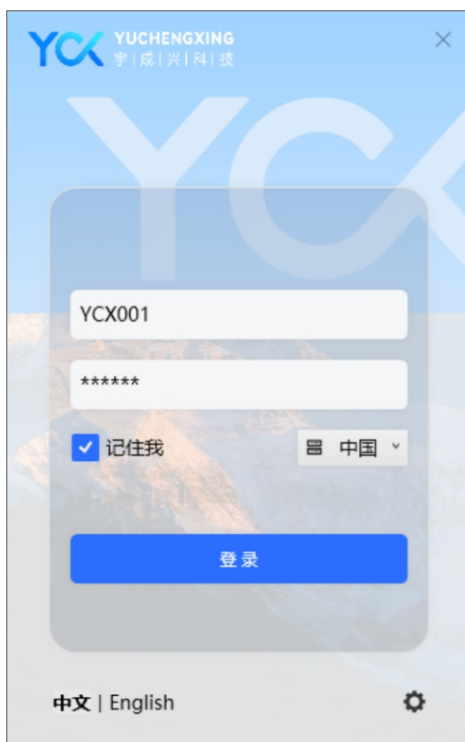 YCX YUCHENGXING
宇|成|兴|科|技
YCX
YCX001
******
记住我
中国
登录
中文 | English